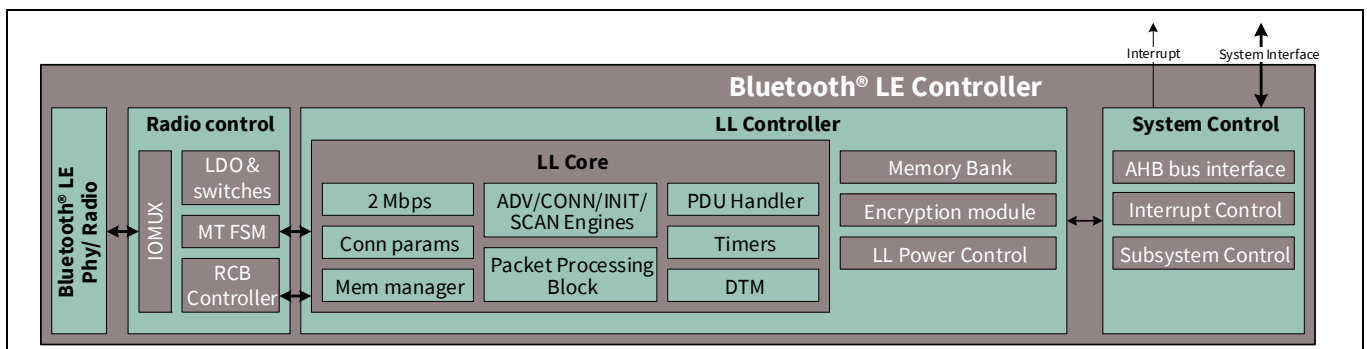 Interrupt
System Interface
Bluetooth® LE Controller
Bluetooth® LE
Phy/ Radio
Radio control
IOMUX
LDO &
switches
MT FSM
RCB
Controller
LL Controller
LL Core
2 Mbps
Conn params
Mem manager
ADV/CONN/INIT/
SCAN Engines
Packet Processing
Block
PDU Handler
Timers
DTM
Memory Bank
Encryption module
LL Power Control
System Control
AHB bus interface
Interrupt Control
Subsystem Control